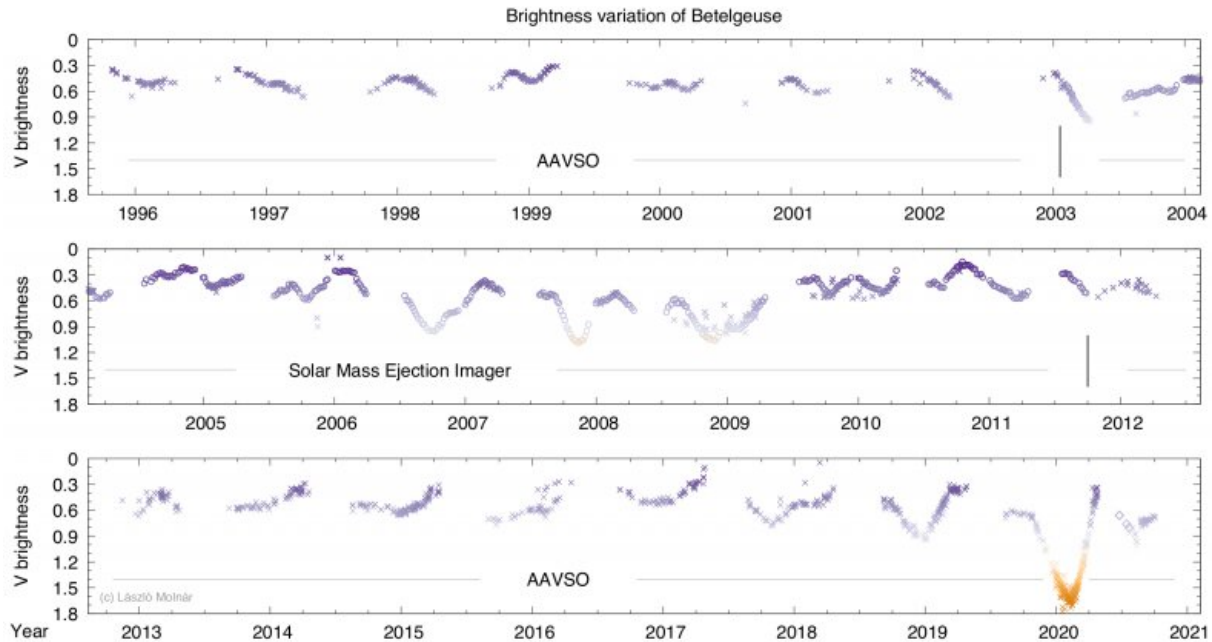 Brightness variation of Betelgeuse
V brightness
0
0.3
0.6
0.9
1.2
1.5
1.8
AAVSO
1996 1997 1998 1999 2000 2001 2002 2003 2004
V brightness
0
0.3
0.6
0.9
1.2
1.5
1.8
Solar Mass Ejection Imager
2005 2006 2007 2008 2009 2010 2011 2012
V brightness
0
0.3
0.6
0.9
1.2
1.5
1.8
AAVSO
(c) László Molnár
Year 2013 2014 2015 2016 2017 2018 2019 2020 2021